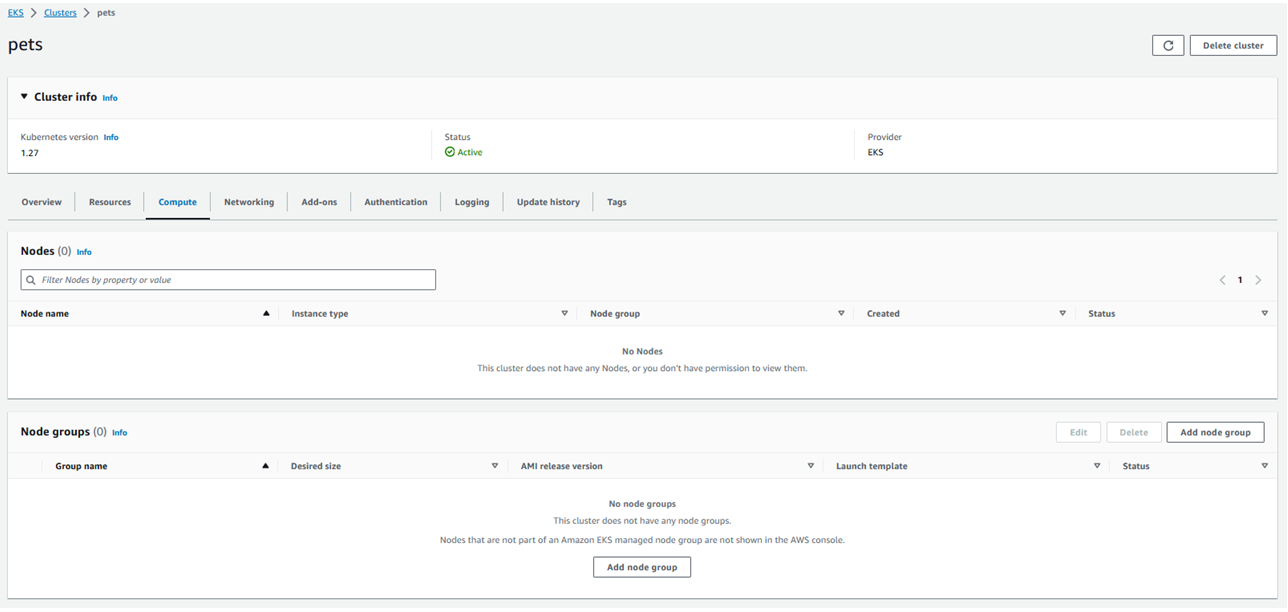 EKS > Clusters > pets
pets
Delete cluster
Cluster info Info
Kubernetes version Info
Status
Provider
1.27
Active
EKS
Overview Resources Compute Networking Add-ons Authentication Logging Update history Tags
Nodes (0) Info
Filter Nodes by property or value
1
Node name Instance type Node group Created Status
No Nodes
This cluster does not have any Nodes, or you don't have permission to view them.
Node groups (0) Info
Edit Delete Add node group
Group name Desired size AMI release version Launch template Status
No node groups
This cluster does not have any node groups.
Nodes that are not part of an Amazon EKS managed node group are not shown in the AWS console.
Add node group